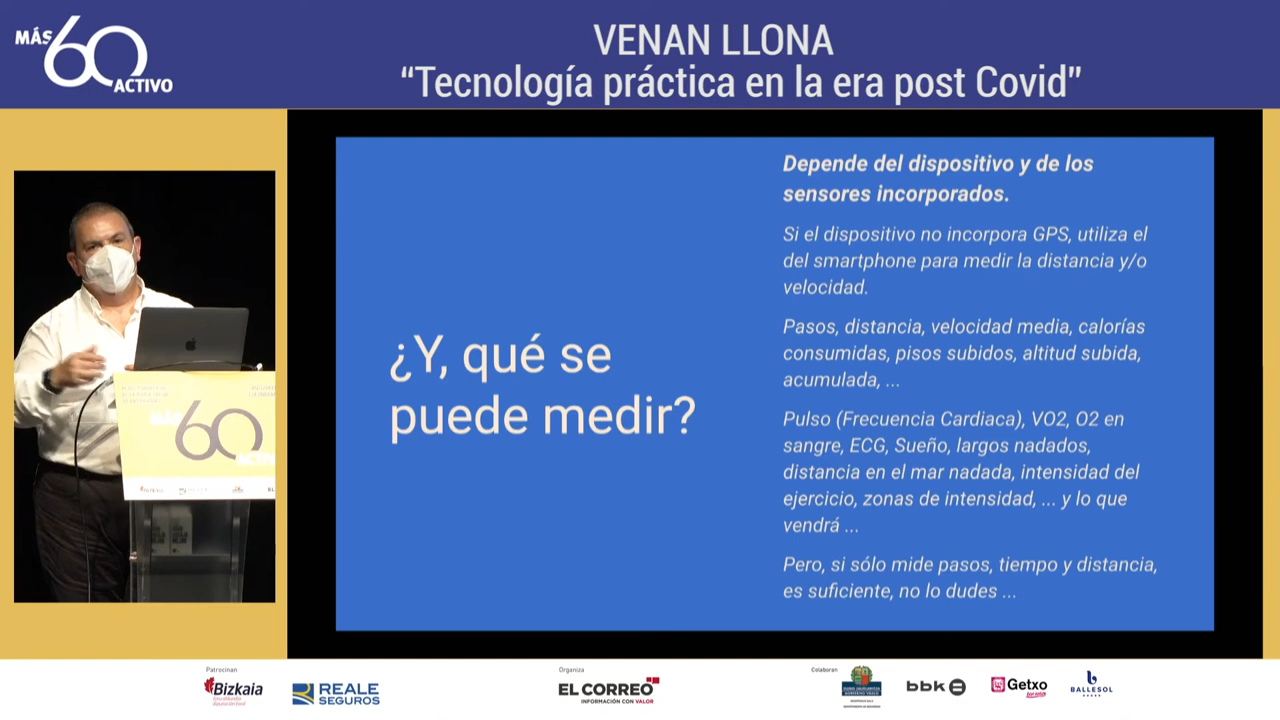 MÁS
60
ACTIVO
VENAN LLONA
“Tecnología práctica en la era post Covid”
¿Y, qué se
puede medir?
Depende del dispositivo y de los
sensores incorporados.
Si el dispositivo no incorpora GPS, utiliza el
del smartphone para medir la distancia y/o
velocidad.
Pasos, distancia, velocidad media, calorías
consumidas, pisos subidos, altitud subida,
acumulada, ...
Pulso (Frecuencia Cardiaca), VO2, O2 en
sangre, ECG, Sueño, largos nadados,
distancia en el mar nadada, intensidad del
ejercicio, zonas de intensidad, ... y lo que
vendrá ...
Pero, si sólo mide pasos, tiempo y distancia,
es suficiente, no lo dudes ...
MÁS
60
Patrocinan
Bizkaia
REALE
SEGUROS
Organiza
EL CORREO
INFORMACIÓN CON VALOR
Colaboran
bbk
Getxo
BALLESOL